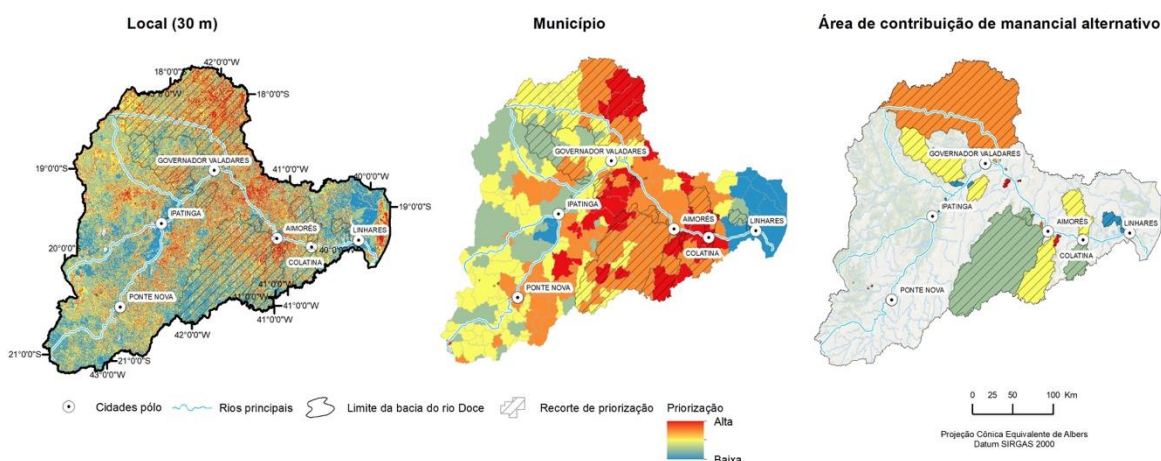 Local (30 m)
Município
Área de contribuição de manancial alternativo
42°0'0"W
18°0'0"S
18°0'0"S
19°0'0"S
41°0'0"W
40°0'0"W
19°0'0"S
GOVERNADOR VALADARES
IPATINGA
AIMORÉS
LINHARES
COLATINA
20°0'0"S
PONTE NOVA
41°0'0"W
41°0'0"W
42°0'0"W
21°0'0"S
21°0'0"S
43°0'0"W
GOVERNADOR VALADARES
IPATINGA
AIMORÉS
LINHARES
COLATINA
PONTE NOVA
GOVERNADOR VALADARES
IPATINGA
AIMORÉS
LINHARES
COLATINA
PONTE NOVA
Cidades pólo
Rios principais
Limite da bacia do rio Doce
Recorte de priorização
Priorização
Alta
Baixa
0 25 50 100 Km
Projeção Cônica Equivalente de Albers
Datum SIRGAS 2000